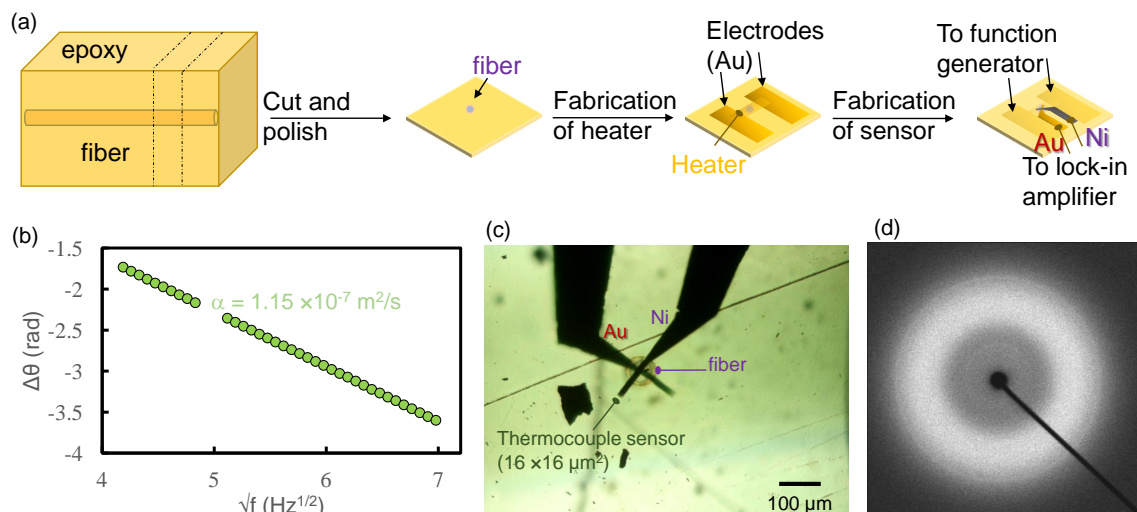 (a)
epoxy
fiber
Cut and
polish
fiber
Fabrication
of heater
Electrodes
(Au)
Heater
Fabrication
of sensor
To function
generator
Au
Ni
To lock-in
amplifier
(b)
-1.5
-2
-2.5
-3
-3.5
-4
Δθ (rad)
α = 1.15 ×10⁻⁷ m²/s
4
5
6
7
√f (Hz¹/²)
(c)
Au
Ni
fiber
Thermocouple sensor
(16 ×16 μm²)
100 μm
(d)